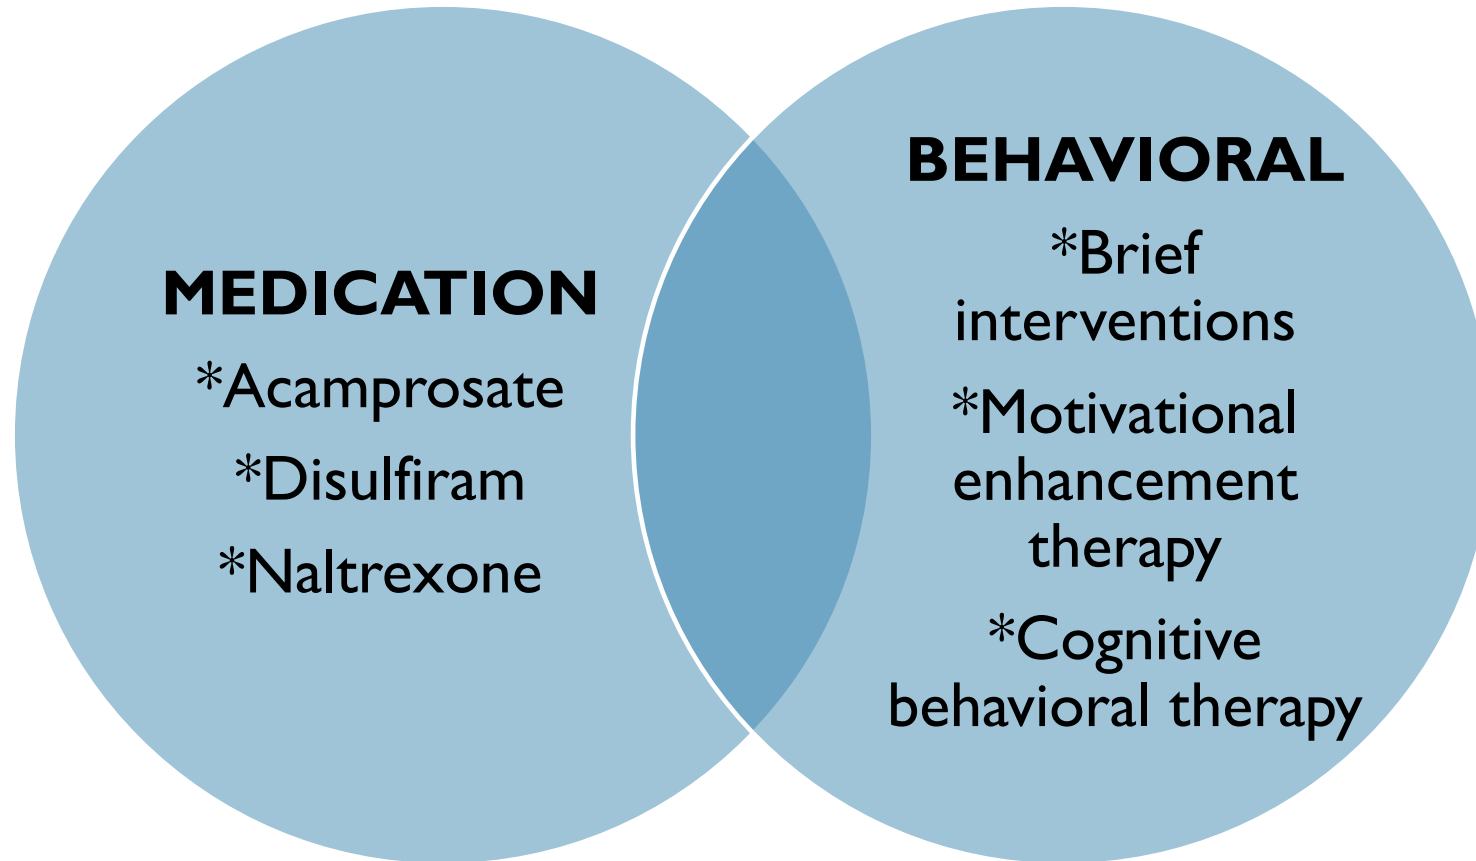 MEDICATION
*Acamprosate
*Disulfiram
*Naltrexone
BEHAVIORAL
*Brief
interventions
*Motivational
enhancement
therapy
*Cognitive
behavioral therapy